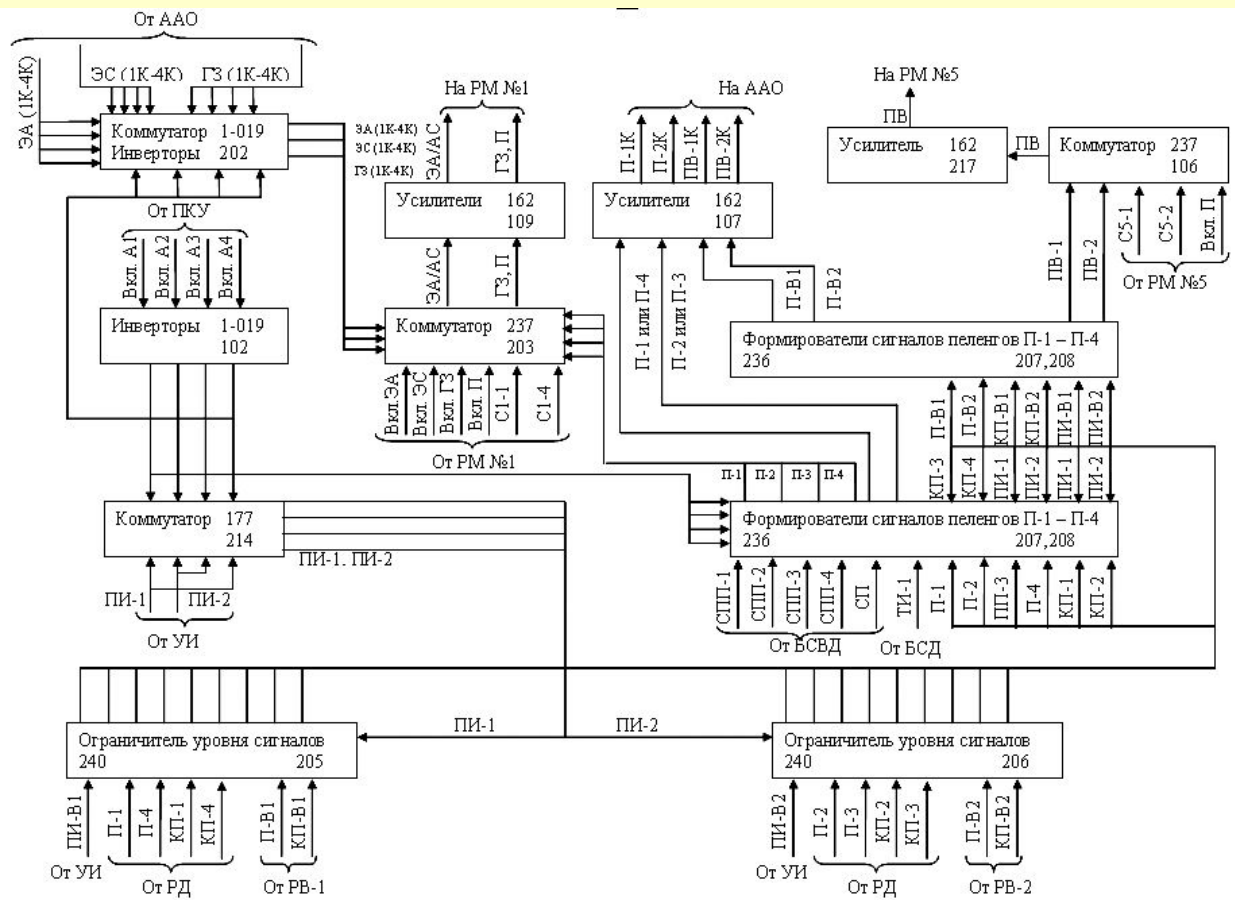 От ААО
ЭА (1К-4К)
ЭС (1К-4К)
ГЗ (1К-4К)
Коммутатор 1-019
Инверторы 202
ЭА (1К-4К)
ЭС (1К-4К)
ГЗ (1К-4К)
От ПКУ
Вкл. А1
Вкл. А2
Вкл. А3
Вкл. А4
Инверторы 1-019
102
На РМ №1
ЭА/АС
ГЗ, П
Усилители 162
109
ЭА/АС
ГЗ, П
Коммутатор 237
203
Вкл.ЭА
Вкл. ЭС
Вкл. ГЗ
Вкл. П
С1-1
С1-4
От РМ №1
На ААО
П-1К
П-2К
ПВ-1К
ПВ-2К
Усилители 162
107
П-1 или П-4
П-2 или П-3
П-В1
П-В2
На РМ №5
ПВ
Усилитель 162
217
ПВ
Коммутатор 237
106
ПВ-1
ПВ-2
С5-1
С5-2
Вкл. П
От РМ №5
Формирователи сигналов пеленгов П-1 – П-4
236 207,208
П-В1
П-В2
КП-В1
КП-В2
ПИ-В1
ПИ-В2
КП-3
КП-4
ПИ-1
ПИ-2
ПИ-1
ПИ-2
П-1
П-2
П-3
П-4
Формирователи сигналов пеленгов П-1 – П-4
236 207,208
СПП-1
СПП-2
СПП-3
СПП-4
СП
ТИ-1
П-1
П-2
ПП-3
П-4
КП-1
КП-2
От БСВД
От БСД
Коммутатор 177
214
ПИ-1. ПИ-2
ПИ-1
ПИ-2
От УИ
ПИ-1
ПИ-2
Ограничитель уровня сигналов
240 205
ПИ-В1
П-1
П-4
КП-1
КП-4
П-В1
КП-В1
От УИ
От РД
От РВ-1
Ограничитель уровня сигналов
240 206
ПИ-В2
П-2
П-3
КП-2
КП-3
П-В2
КП-В2
От УИ
От РД
От РВ-2